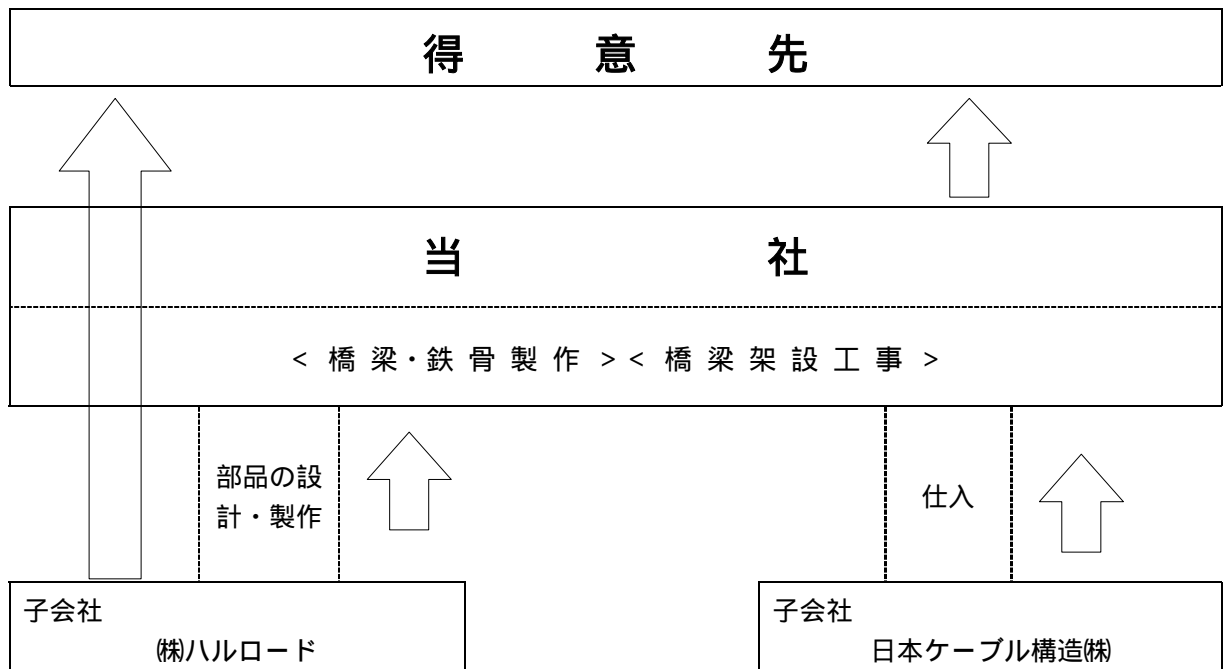 得意先
当社
< 橋梁・鉄骨製作 > < 橋梁架設工事 >
部品の設
計・製作
仕入
子会社
㈱ハルロード
子会社
日本ケーブル構造㈱